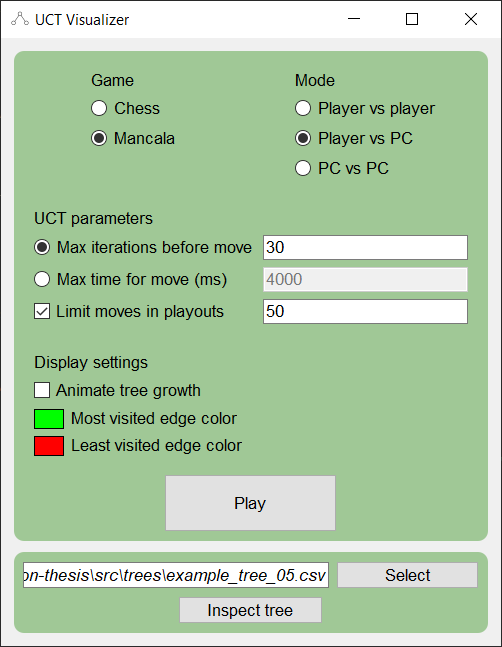 UCT Visualizer
Game
Chess
Mancala
Mode
Player vs player
Player vs PC
PC vs PC
UCT parameters
Max iterations before move 30
Max time for move (ms) 4000
Limit moves in playouts 50
Display settings
Animate tree growth
Most visited edge color
Least visited edge color
Play
on-thesis\src\trees\example_tree_05.csv Select
Inspect tree